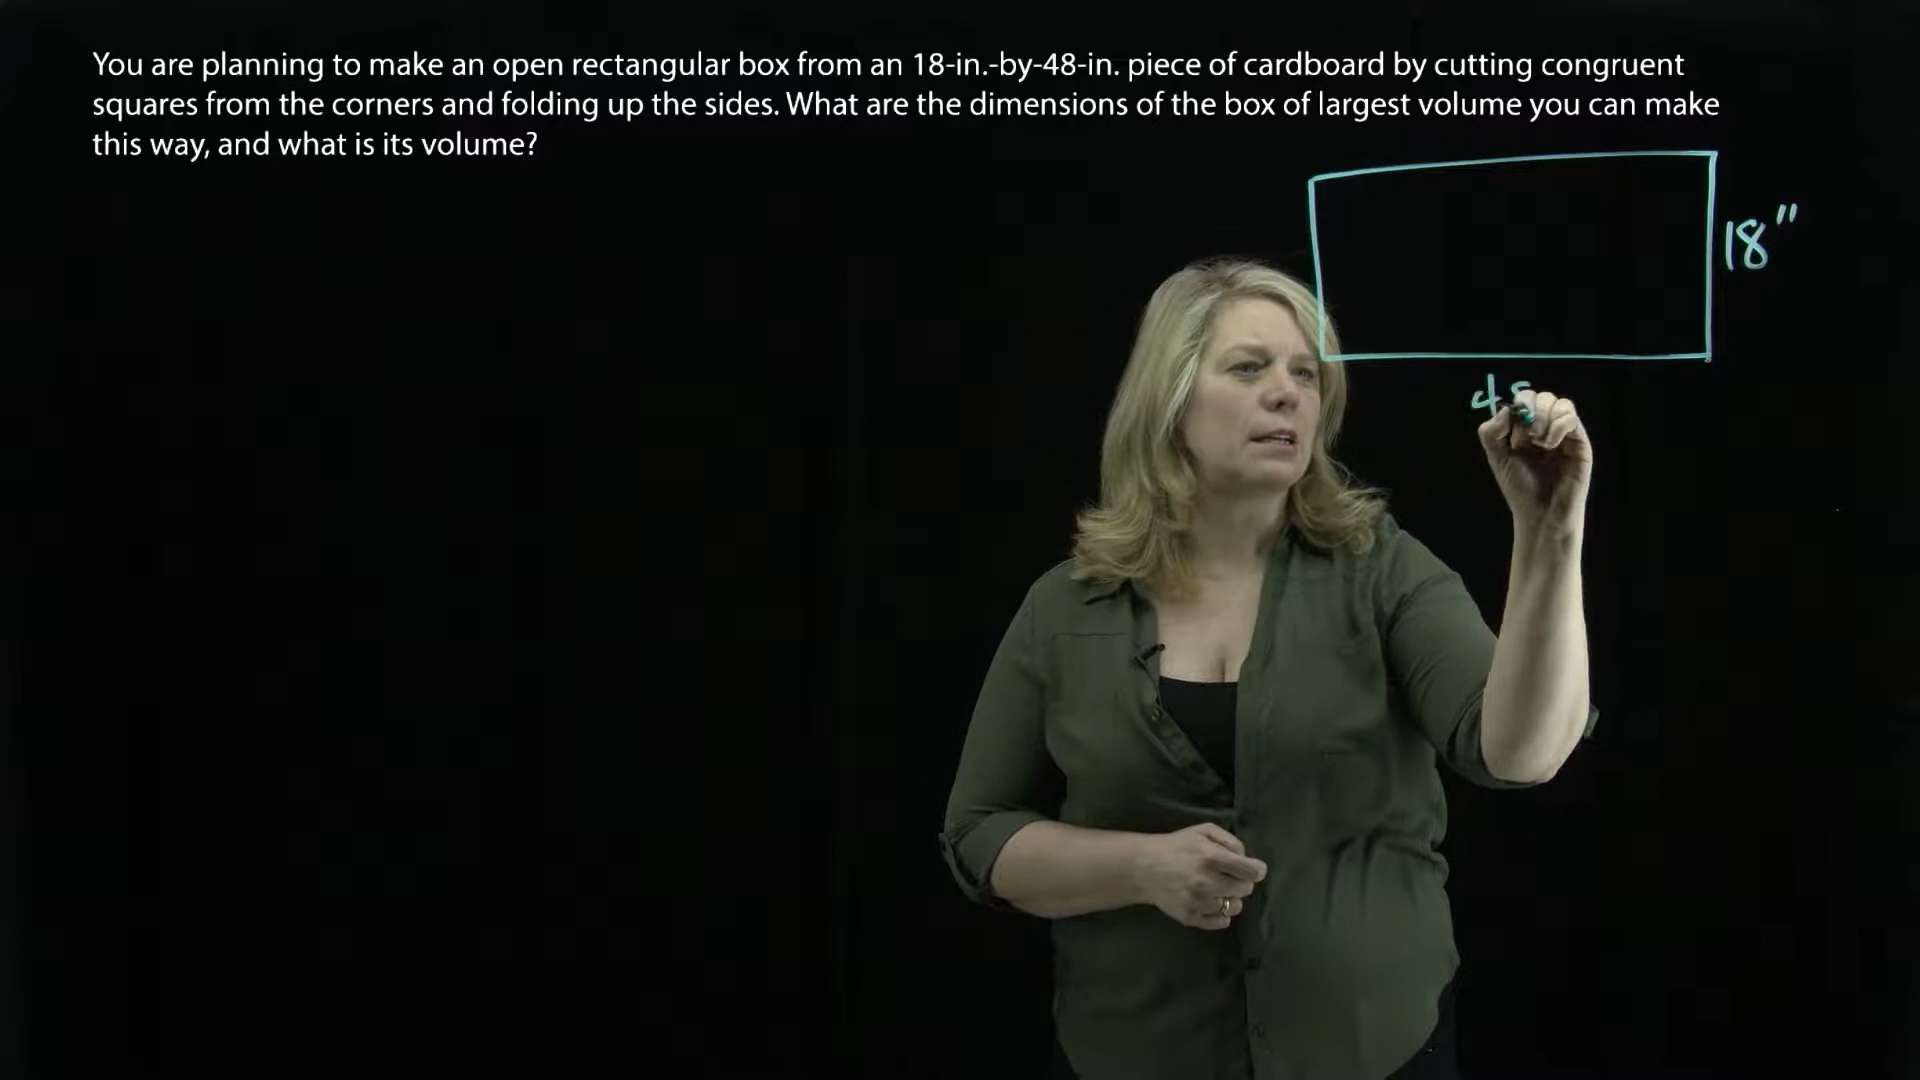 You are planning to make an open rectangular box from an 18-in.-by-48-in. piece of cardboard by cutting congruent
squares from the corners and folding up the sides. What are the dimensions of the box of largest volume you can make
this way, and what is its volume?
18"
48